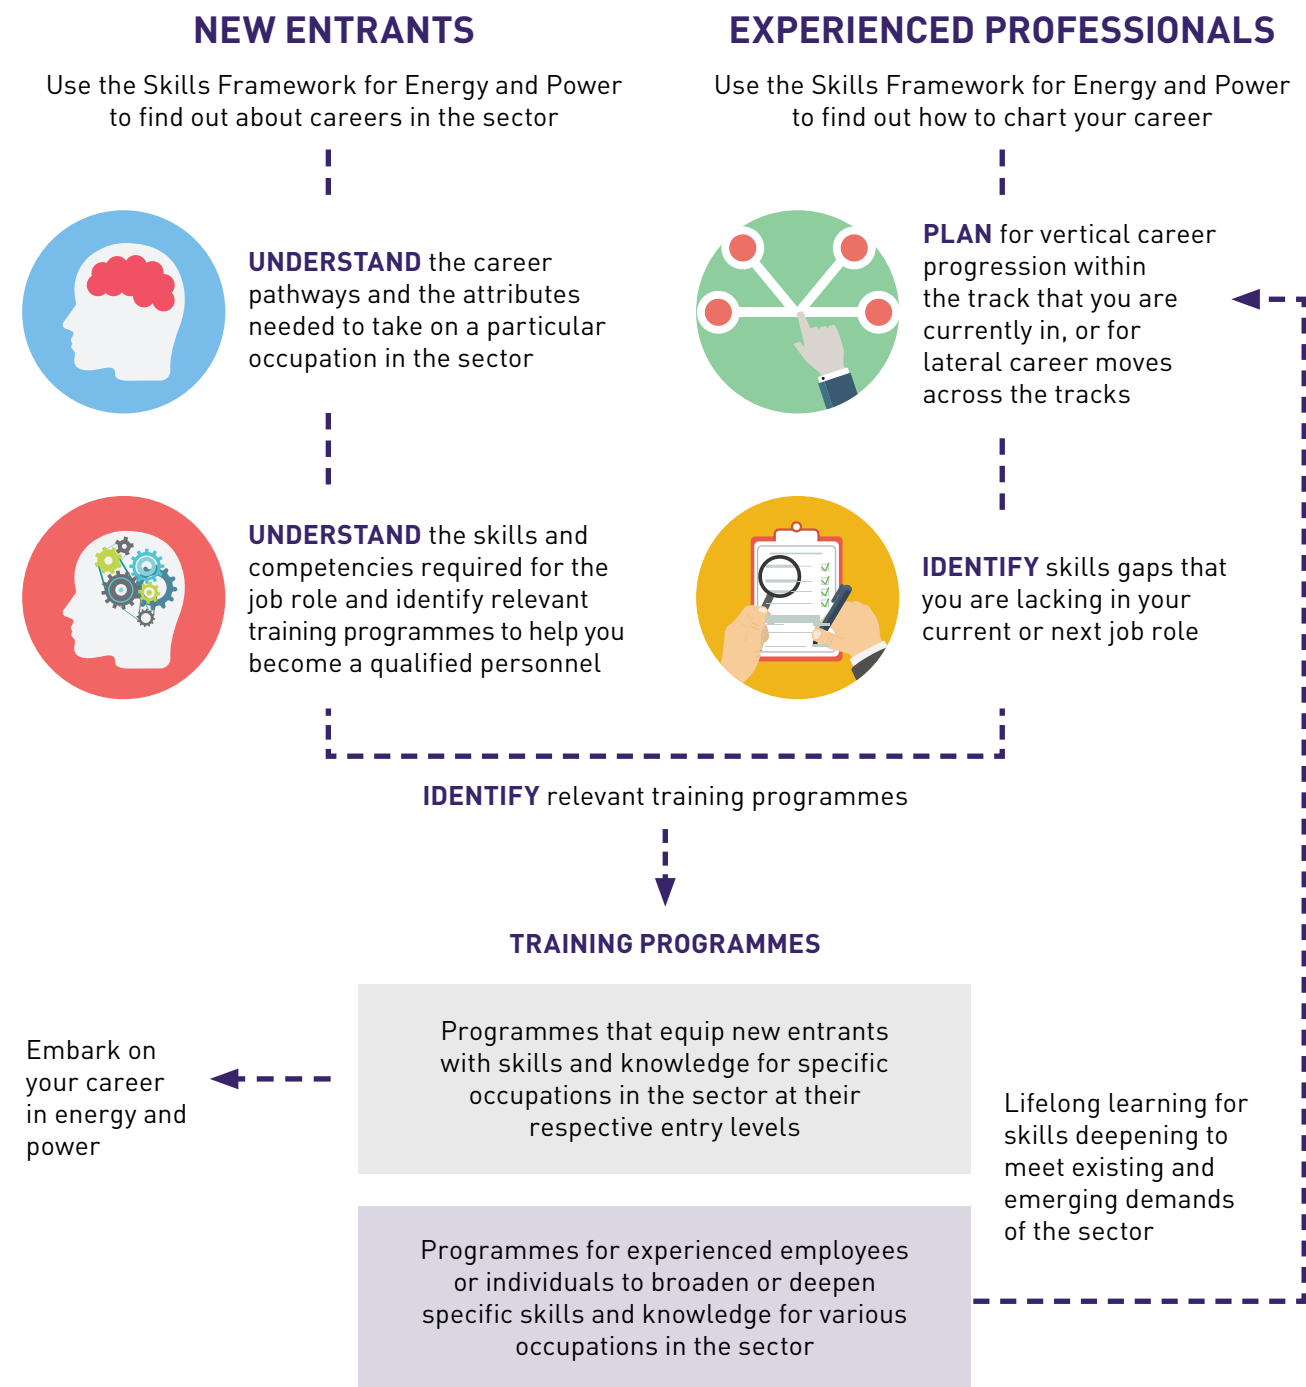 NEW ENTRANTS
Use the Skills Framework for Energy and Power
to find out about careers in the sector
UNDERSTAND the career
pathways and the attributes
needed to take on a particular
occupation in the sector
UNDERSTAND the skills and
competencies required for the
job role and identify relevant
training programmes to help you
become a qualified personnel
EXPERIENCED PROFESSIONALS
Use the Skills Framework for Energy and Power
to find out how to chart your career
PLAN for vertical career
progression within
the track that you are
currently in, or for
lateral career moves
across the tracks
IDENTIFY skills gaps that
you are lacking in your
current or next job role
IDENTIFY relevant training programmes
TRAINING PROGRAMMES
Programmes that equip new entrants
with skills and knowledge for specific
occupations in the sector at their
respective entry levels
Embark on
your career
in energy and
power
Programmes for experienced employees
or individuals to broaden or deepen
specific skills and knowledge for various
occupations in the sector
Lifelong learning for
skills deepening to
meet existing and
emerging demands
of the sector